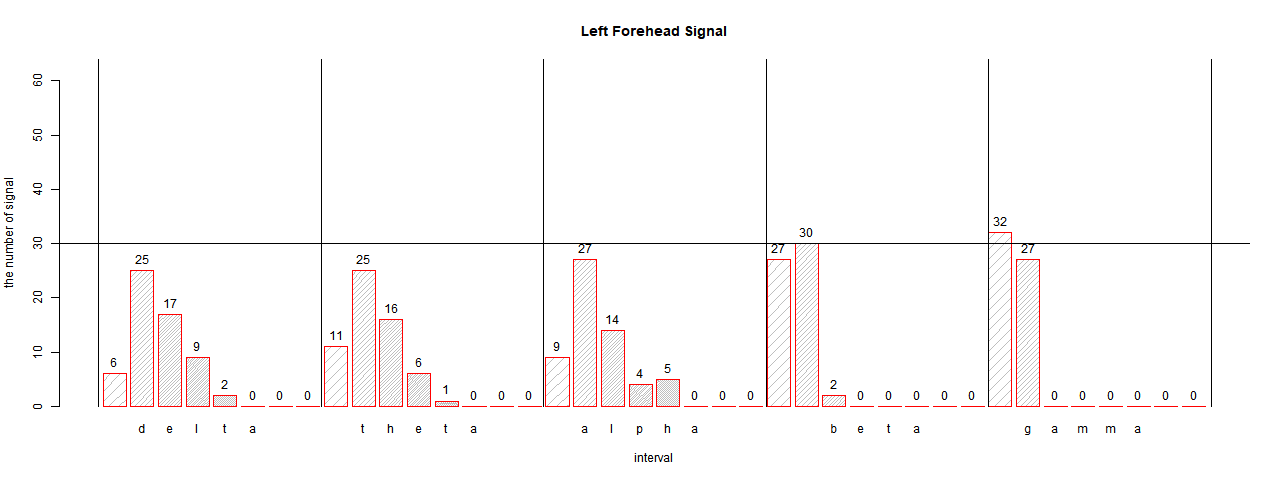 Left Forehead Signal
the number of signal
60
50
40
30
20
10
0
6 25 17 9 2 0 0 0
11 25 16 6 1 0 0 0
9 27 14 4 5 0 0 0
27 30 2 0 0 0 0 0
32 27 0 0 0 0 0 0
d e l t a t h e t a a l p h a b e t a g a m m a
interval